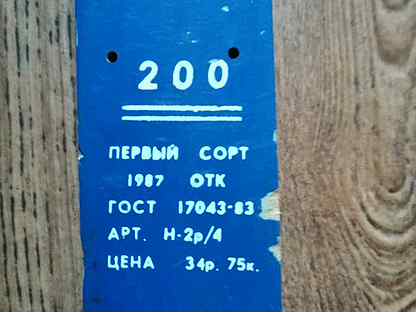 200
ПЕРВЫЙ СОРТ
1987 ОТК
ГОСТ 17043-83
АРТ. Н-2р/4
ЦЕНА 34р. 75к.